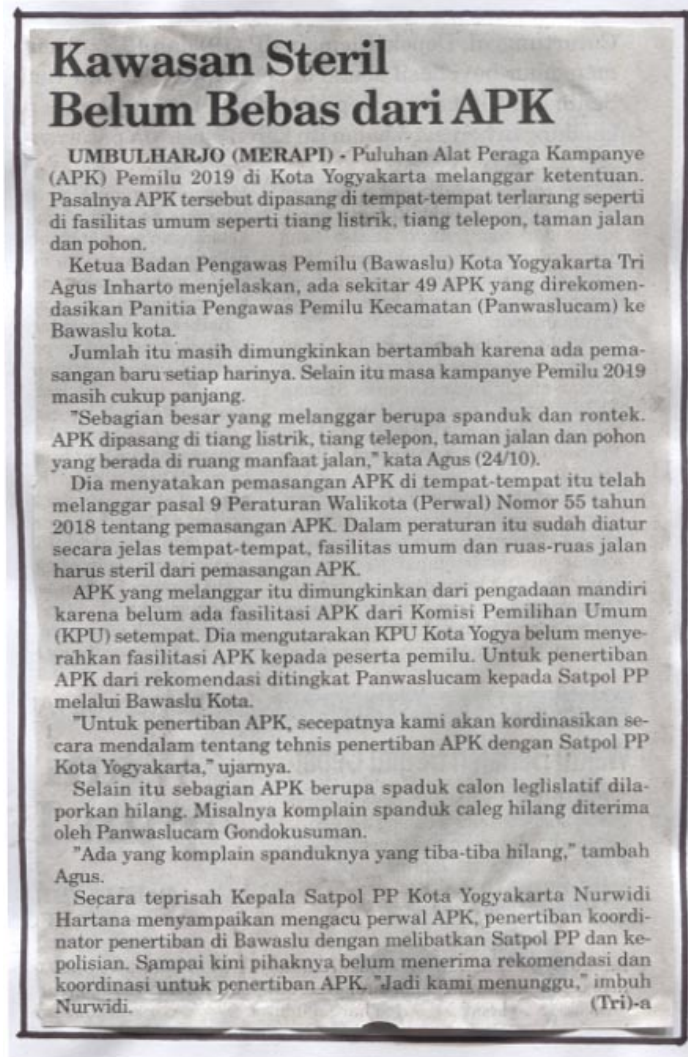 Kawasan Steril
Belum Bebas dari APK
UMBULHARJO (MERAPI) - Puluhan Alat Peraga Kampanye
(APK) Pemilu 2019 di Kota Yogyakarta melanggar ketentuan.
Pasalnya APK tersebut dipasang di tempat-tempat terlarang seperti
di fasilitas umum seperti tiang listrik, tiang telepon, taman jalan
dan pohon.
Ketua Badan Pengawas Pemilu (Bawaslu) Kota Yogyakarta Tri
Agus Inharto menjelaskan, ada sekitar 49 APK yang direkomen-
dasikan Panitia Pengawas Pemilu Kecamatan (Panwaslucam) ke
Bawaslu kota.
Jumlah itu masih dimungkinkan bertambah karena ada pema-
sangan baru setiap harinya. Selain itu masa kampanye Pemilu 2019
masih cukup panjang.
"Sebagian besar yang melanggar berupa spanduk dan rontek.
APK dipasang di tiang listrik, tiang telepon, taman jalan dan pohon
yang berada di ruang manfaat jalan," kata Agus (24/10).
Dia menyatakan pemasangan APK di tempat-tempat itu telah
melanggar pasal 9 Peraturan Walikota (Perwal) Nomor 55 tahun
2018 tentang pemasangan APK. Dalam peraturan itu sudah diatur
secara jelas tempat-tempat, fasilitas umum dan ruas-ruas jalan
harus steril dari pemasangan APK.
APK yang melanggar itu dimungkinkan dari pengadaan mandiri
karena belum ada fasilitasi APK dari Komisi Pemilihan Umum
(KPU) setempat. Dia mengutarakan KPU Kota Yogya belum menye-
rahkan fasilitasi APK kepada peserta pemilu. Untuk penertiban
APK dari rekomendasi ditingkat Panwaslucam kepada Satpol PP
melalui Bawaslu Kota.
"Untuk penertiban APK, secepatnya kami akan kordinasikan se-
cara mendalam tentang tehnis penertiban APK dengan Satpol PP
Kota Yogyakarta," ujarnya.
Selain itu sebagian APK berupa spaduk calon leglislatif dila-
porkan hilang. Misalnya komplain spanduk caleg hilang diterima
oleh Panwaslucam Gondokusuman.
"Ada yang komplain spanduknya yang tiba-tiba hilang," tambah
Agus.
Secara teprisah Kepala Satpol PP Kota Yogyakarta Nurwidi
Hartana menyampaikan mengacu perwal APK, penertiban koordi-
nator penertiban di Bawaslu dengan melibatkan Satpol PP dan ke-
polisian. Sampai kini pihaknya belum menerima rekomendasi dan
koordinasi untuk penertiban APK. "Jadi kami menunggu," imbuh
Nurwidi. (Tri)-a